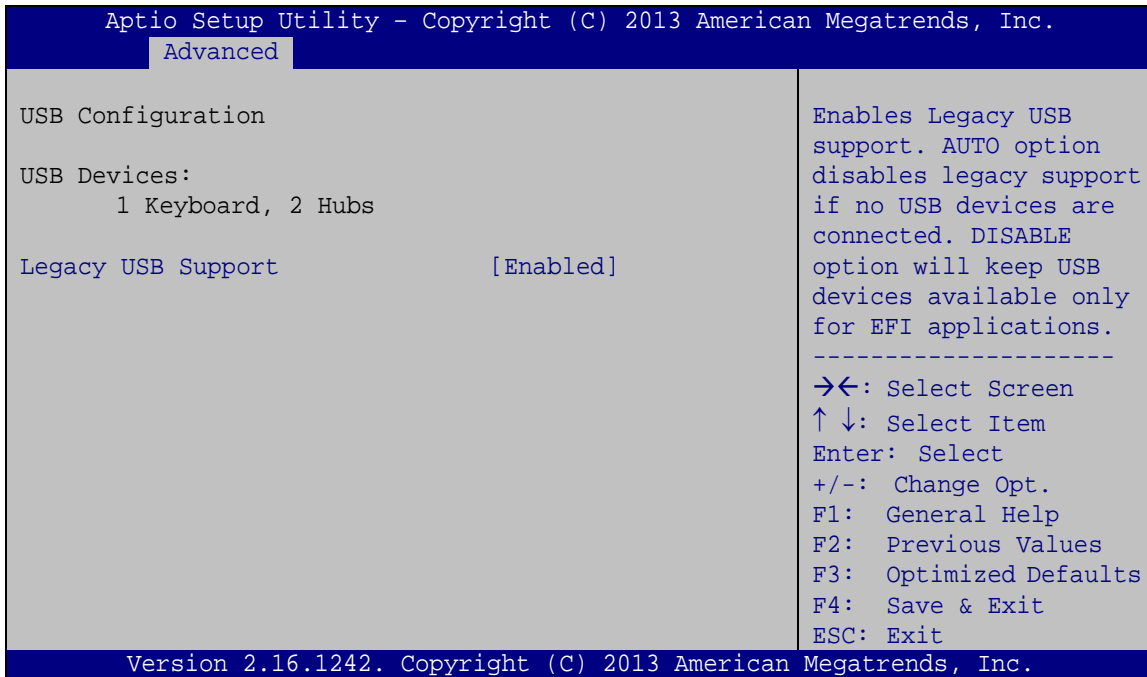 Aptio Setup Utility – Copyright (C) 2013 American Megatrends, Inc.
Advanced
USB Configuration
USB Devices:
1 Keyboard, 2 Hubs
Legacy USB Support [Enabled]
Enables Legacy USB
support. AUTO option
disables legacy support
if no USB devices are
connected. DISABLE
option will keep USB
devices available only
for EFI applications.
---------------------
→←: Select Screen
↑ ↓: Select Item
Enter: Select
+/-: Change Opt.
F1: General Help
F2: Previous Values
F3: Optimized Defaults
F4: Save & Exit
ESC: Exit
Version 2.16.1242. Copyright (C) 2013 American Megatrends, Inc.